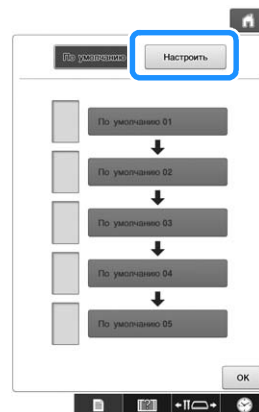 По умолчанию Настроить
По умолчанию 01
По умолчанию 02
По умолчанию 03
По умолчанию 04
По умолчанию 05
OK